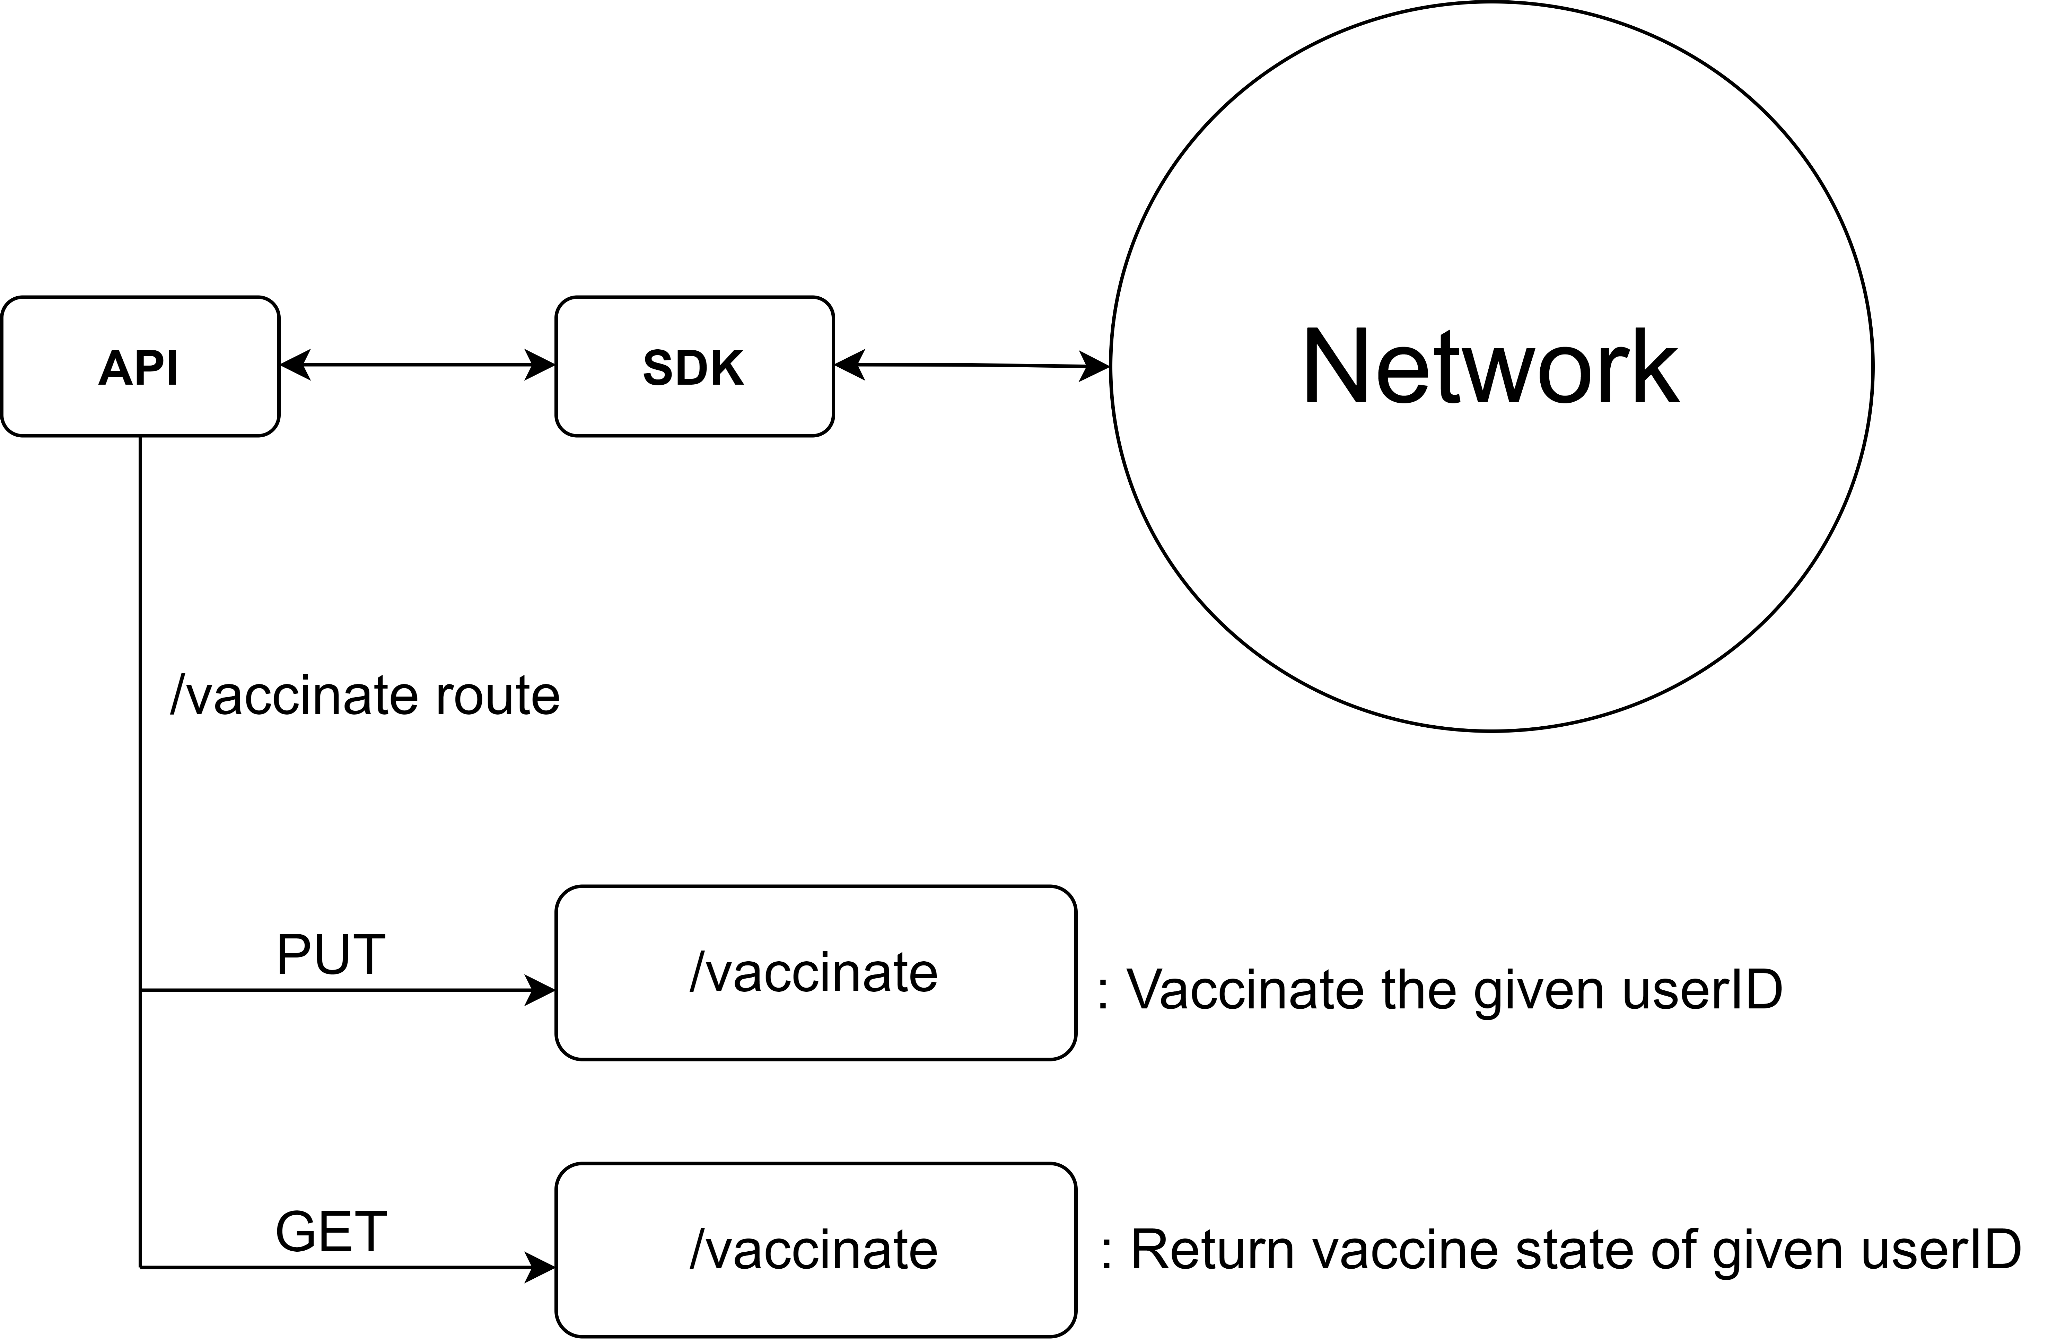 API
SDK
Network
/vaccinate route
PUT
/vaccinate
: Vaccinate the given userID
GET
/vaccinate
: Return vaccine state of given userID